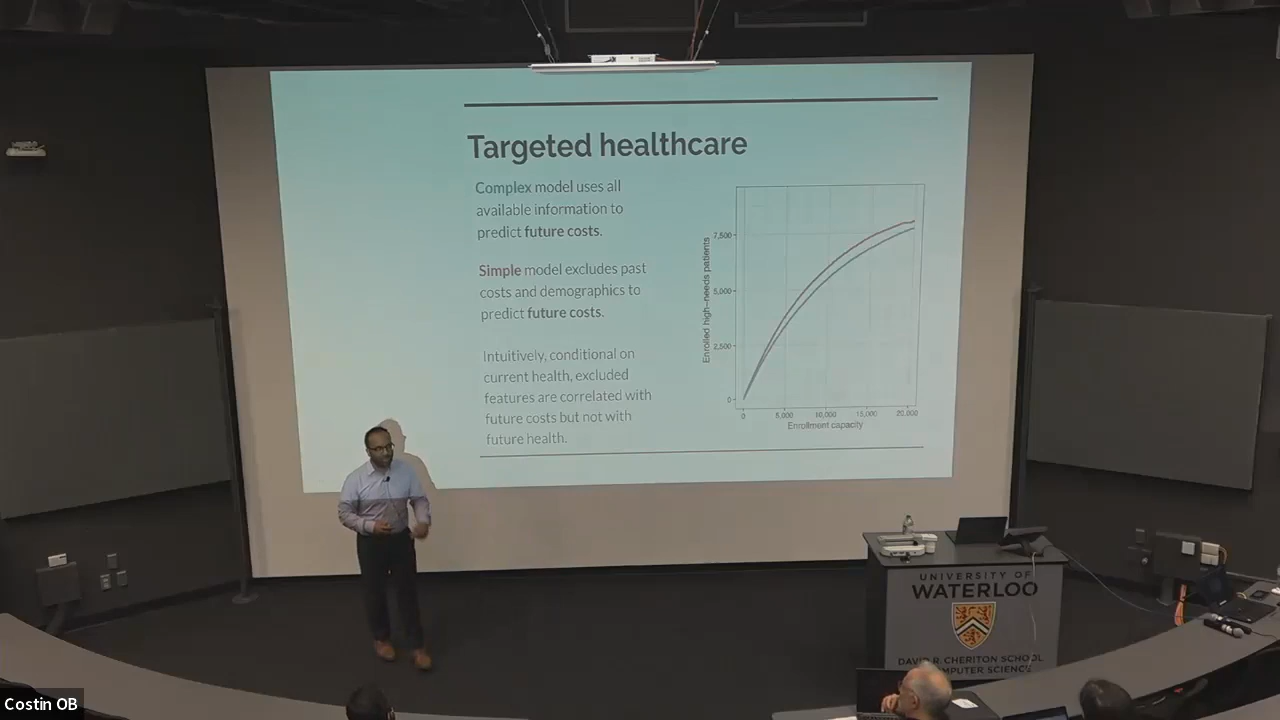 Targeted healthcare
Complex model uses all
available information to
predict future costs.
Simple model excludes past
costs and demographics to
predict future costs.
Intuitively, conditional on
current health, excluded
features are correlated with
future costs but not with
future health.
Enrolled high-needs patients
7,500
5,000
2,500
0
0 5,000 10,000 15,000 20,000
Enrollment capacity
UNIVERSITY OF
WATERLOO
DAVID R. CHERITON SCHOOL
COMPUTER SCIENCE
Costin OB